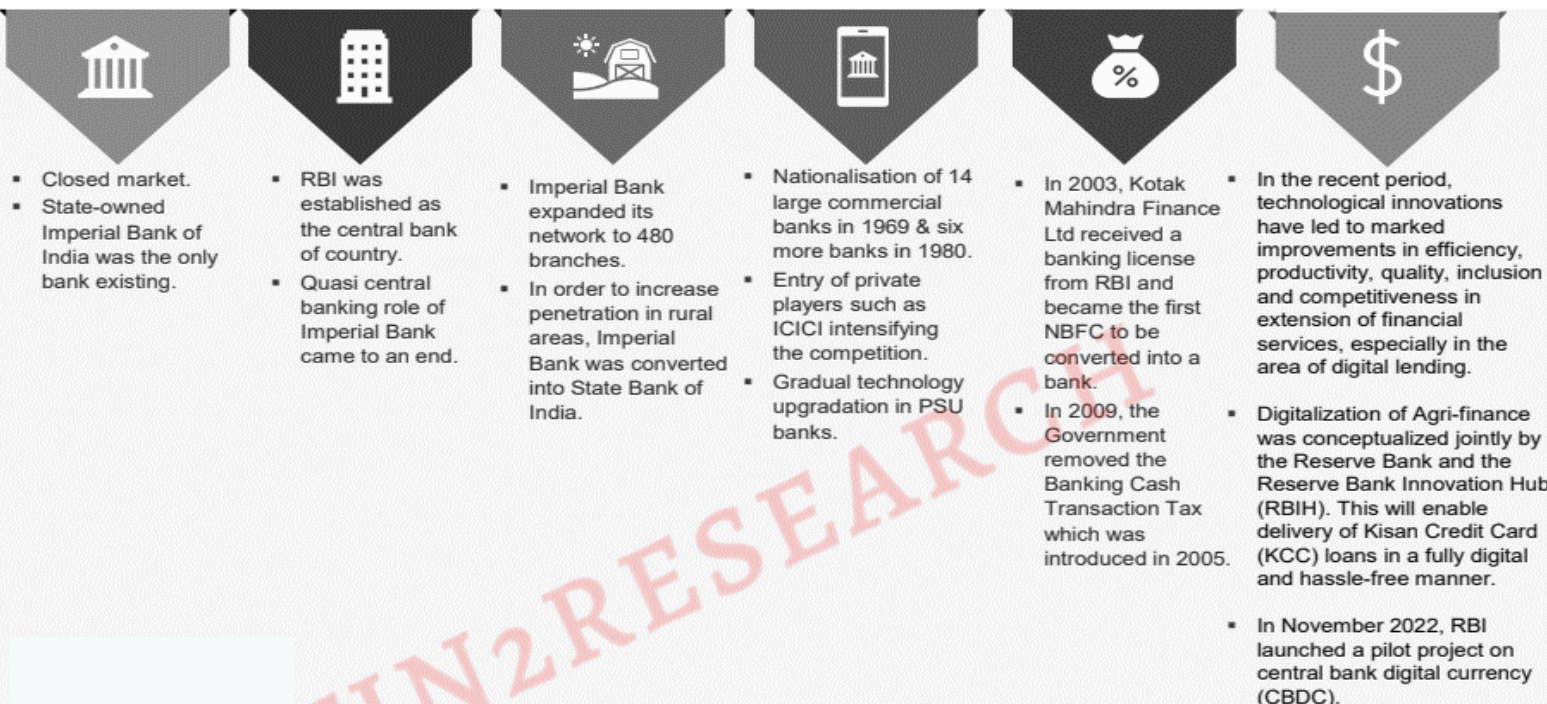 ▪ Closed market.
▪ State-owned
Imperial Bank of
India was the only
bank existing.
▪ RBI was
established as
the central bank
of country.
▪ Quasi central
banking role of
Imperial Bank
came to an end.
▪ Imperial Bank
expanded its
network to 480
branches.
▪ In order to increase
penetration in rural
areas, Imperial
Bank was converted
into State Bank of
India.
▪ Nationalisation of 14
large commercial
banks in 1969 & six
more banks in 1980.
▪ Entry of private
players such as
ICICI intensifying
the competition.
▪ Gradual technology
upgradation in PSU
banks.
%
▪ In 2003, Kotak
Mahindra Finance
Ltd received a
banking license
from RBI and
became the first
NBFC to be
converted into a
bank.
▪ In 2009, the
Government
removed the
Banking Cash
Transaction Tax
which was
introduced in 2005.
$
▪ In the recent period,
technological innovations
have led to marked
improvements in efficiency,
productivity, quality, inclusion
and competitiveness in
extension of financial
services, especially in the
area of digital lending.
▪ Digitalization of Agri-finance
was conceptualized jointly by
the Reserve Bank and the
Reserve Bank Innovation Hub
(RBIH). This will enable
delivery of Kisan Credit Card
(KCC) loans in a fully digital
and hassle-free manner.
▪ In November 2022, RBI
launched a pilot project on
central bank digital currency
(CBDC).
IN2RESEARCH